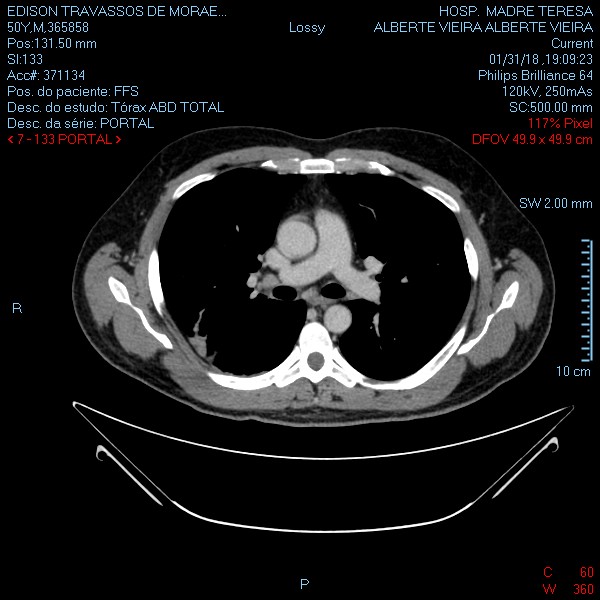 EDISON TRAVASSOS DE MORAE...
50Y,M,365858
Pos:131.50 mm
SI:133
Acc#: 371134
Pos. do paciente: FFS
Desc. do estudo: Tórax ABD TOTAL
Desc. da série: PORTAL
< 7 - 133 PORTAL >
Lossy
HOSP. MADRE TERESA
ALBERTE VIEIRA ALBERTE VIEIRA
Current
01/31/18 ,19:09:23
Philips Brilliance 64
120kV, 250mAs
SC:500.00 mm
117% Pixel
DFOV 49.9 x 49.9 cm
SW 2.00 mm
R
10 cm
P
C 60
W 360